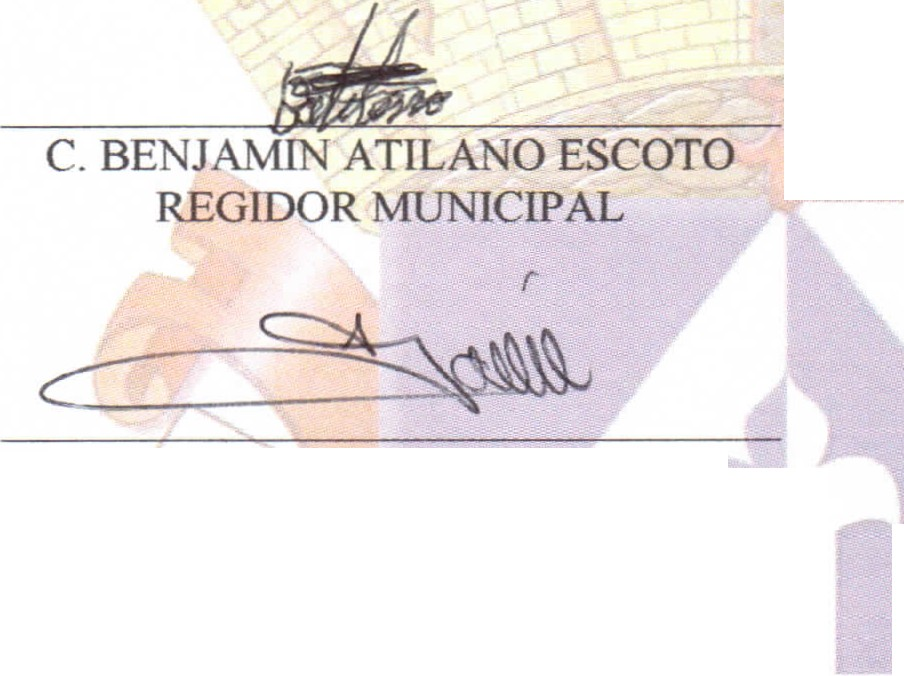 C. BENJAMIN ATILANO ESCOTO
REGIDOR MUNICIPAL